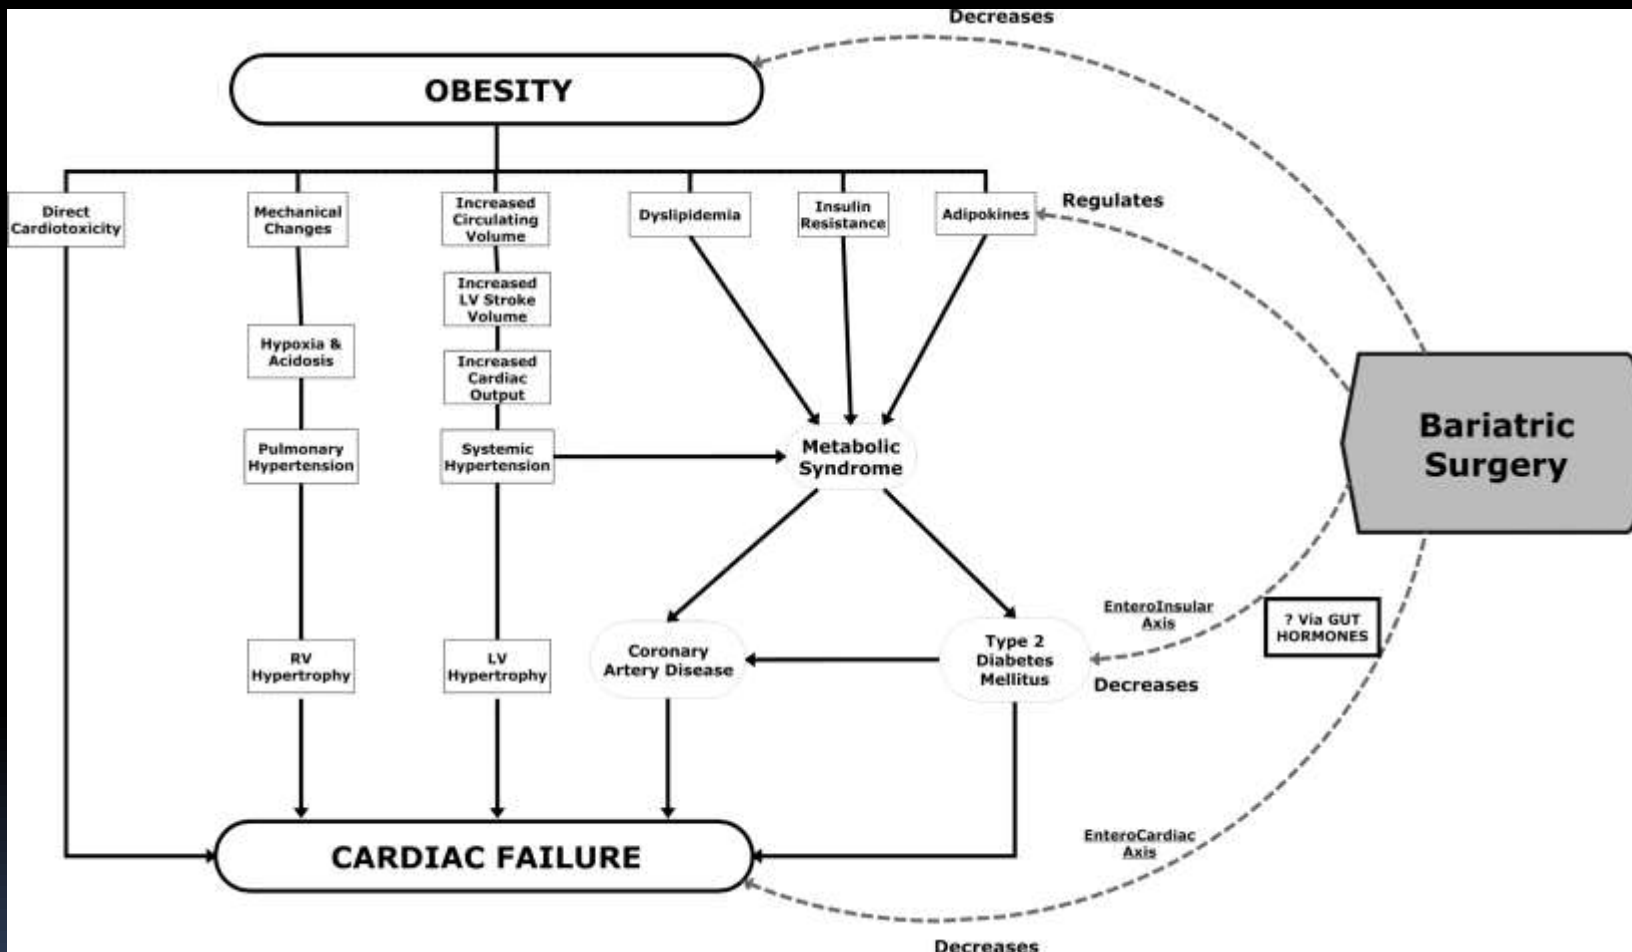 Decreases
OBESITY
Direct
Cardiotoxicity
Mechanical
Changes
Increased
Circulating
Volume
Dyslipidemia
Insulin
Resistance
Adipokines
Regulates
Increased
LV Stroke
Volume
Hypoxia &
Acidosis
Increased
Cardiac
Output
Pulmonary
Hypertension
Systemic
Hypertension
Metabolic
Syndrome
Bariatric
Surgery
RV
Hypertrophy
LV
Hypertrophy
Coronary
Artery Disease
Type 2
Diabetes
Mellitus
EnteroInsular
Axis
Decreases
? Via GUT
HORMONES
CARDIAC FAILURE
EnteroCardiac
Axis
Decreases